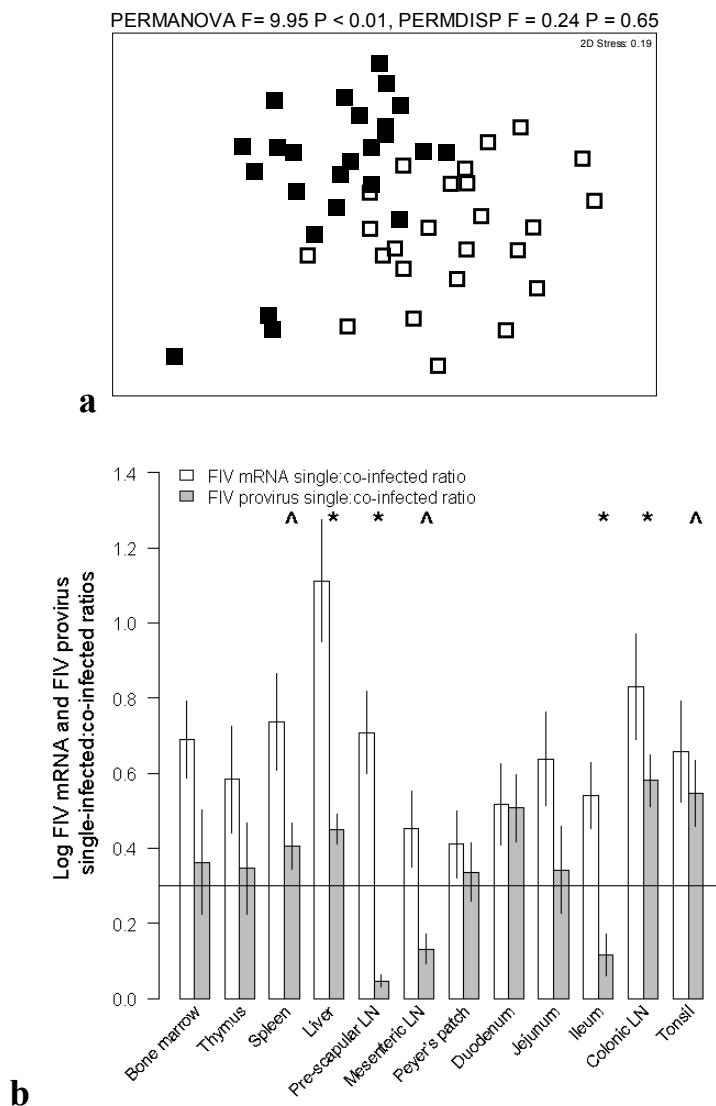 PERMANOVA F= 9.95 P < 0.01, PERMDISP F = 0.24 P = 0.65
2D Stress: 0.19
a
1.4
1.2
1.0
0.8
0.6
0.4
0.2
0.0
Log FIV mRNA and FIV provirus
single-infected:co-infected ratios
FIV mRNA single:co-infected ratio
FIV provirus single:co-infected ratio
^ * * ^ * * ^
Bone marrow
Thymus
Spleen
Liver
Pre-scapular LN
Mesenteric LN
Peyer's patch
Duodenum
Jejunum
Ileum
Colonic LN
Tonsil
b